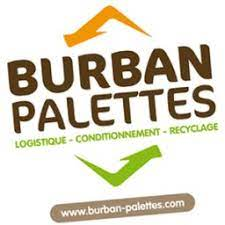 BURBAN
PALETTES
LOGISTIQUE - CONDITIONNEMENT - RECYCLAGE
www.burban-palettes.com